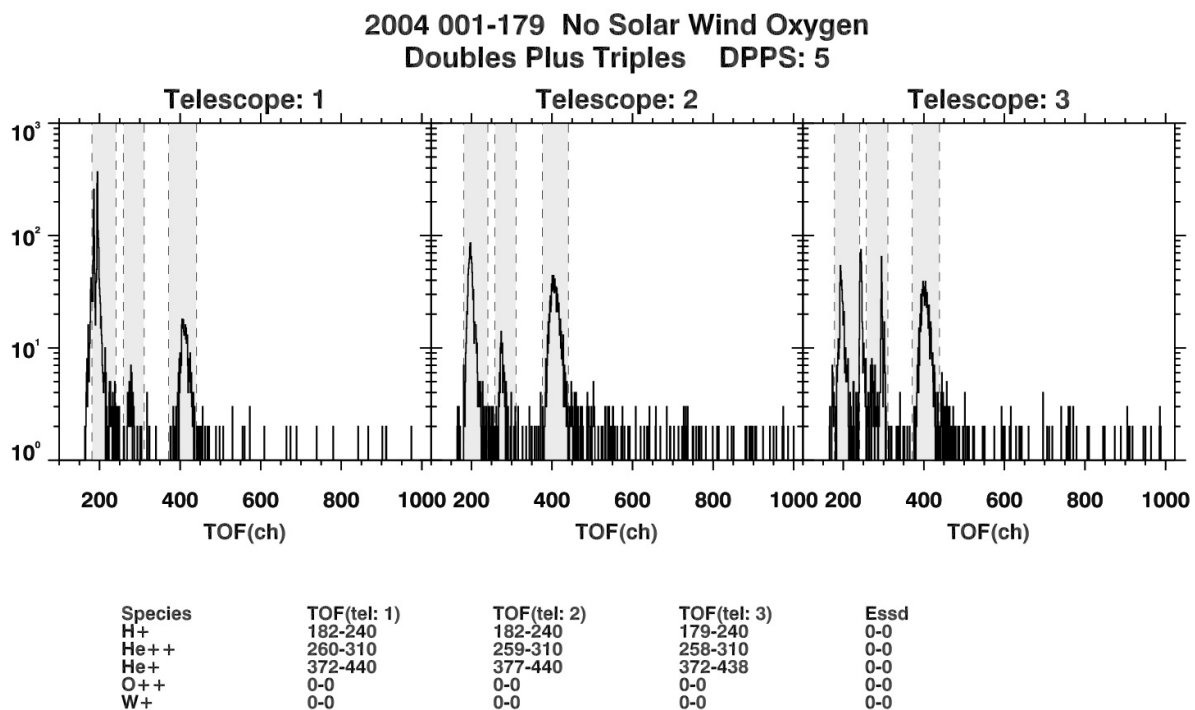 2004 001-179 No Solar Wind Oxygen
Doubles Plus Triples DPPS: 5
Telescope: 1 Telescope: 2 Telescope: 3
10³
10²
10¹
10⁰
200 400 600 800 1000 200 400 600 800 1000 200 400 600 800 1000
TOF(ch) TOF(ch) TOF(ch)
Species TOF(tel: 1) TOF(tel: 2) TOF(tel: 3) Essd
H+ 182-240 182-240 179-240 0-0
He++ 260-310 259-310 258-310 0-0
He+ 372-440 377-440 372-438 0-0
O++ 0-0 0-0 0-0 0-0
W+ 0-0 0-0 0-0 0-0